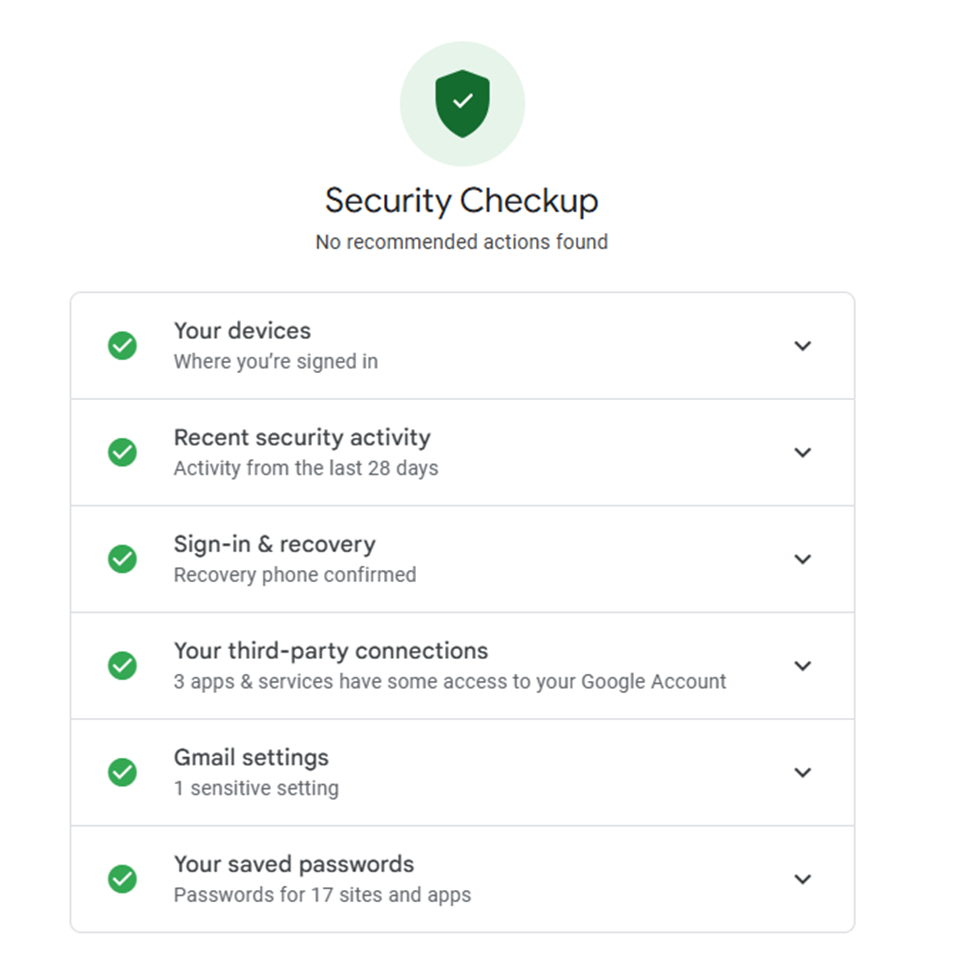 Security Checkup
No recommended actions found
Your devices
Where you’re signed in
Recent security activity
Activity from the last 28 days
Sign-in & recovery
Recovery phone confirmed
Your third-party connections
3 apps & services have some access to your Google Account
Gmail settings
1 sensitive setting
Your saved passwords
Passwords for 17 sites and apps